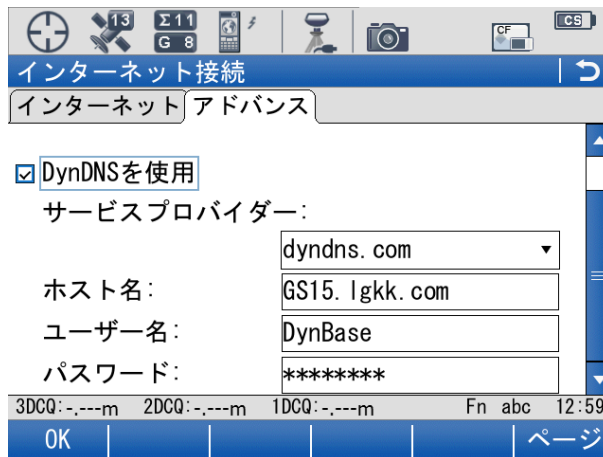 13 Σ11 G 8 CF CS
インターネット接続
インターネット アドバンス
DynDNSを使用
サービスプロバイダー:
dyndns.com
ホスト名: GS15.lgkk.com
ユーザー名: DynBase
パスワード: ********
3DCQ:-,---m 2DCQ:-,---m 1DCQ:-,---m Fn abc 12:59
OK ページ